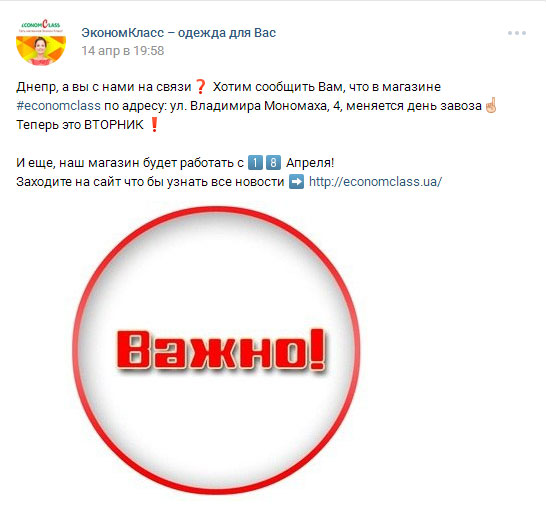 ECONOMCLASS
ЭкономКласс – одежда для Вас
14 апр в 19:58
Днепр, а вы с нами на связи❓ Хотим сообщить Вам, что в магазине
#economclass по адресу: ул. Владимира Мономаха, 4, меняется день завоза ☝
Теперь это ВТОРНИК ❗
И еще, наш магазин будет работать с 1️⃣ 8️⃣ Апреля!
Заходите на сайт что бы узнать все новости ➡ http://economclass.ua/
Важно!